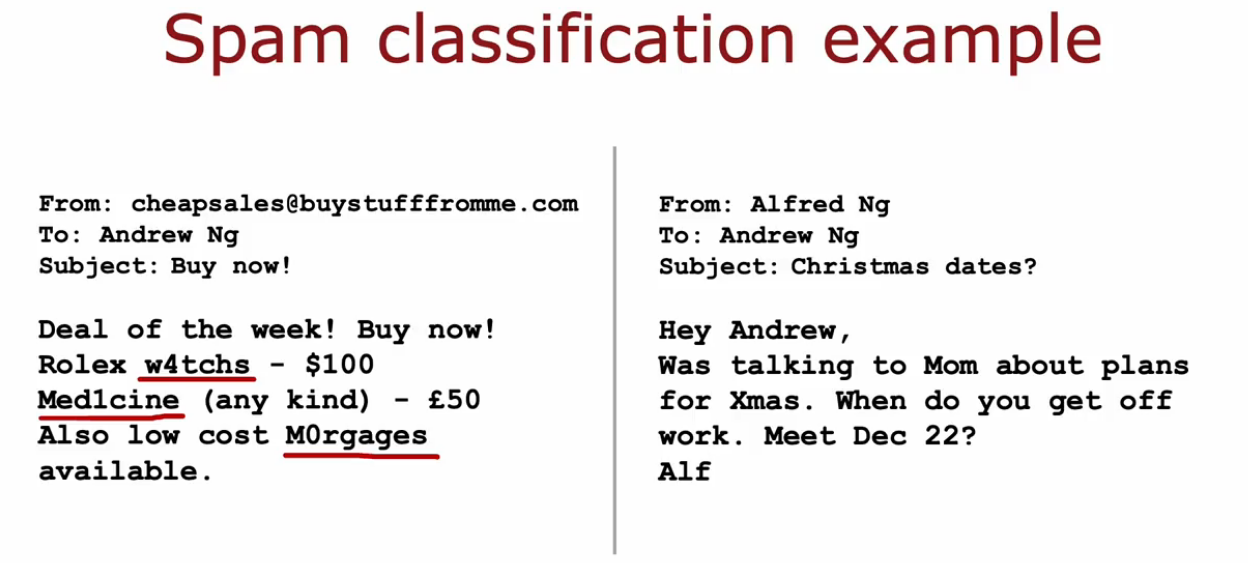 Spam classification example
From: cheapsales@buystufffromme.com
To: Andrew Ng
Subject: Buy now!
Deal of the week! Buy now!
Rolex w4tchs - $100
Med1cine (any kind) - £50
Also low cost M0rgages
available.
From: Alfred Ng
To: Andrew Ng
Subject: Christmas dates?
Hey Andrew,
Was talking to Mom about plans
for Xmas. When do you get off
work. Meet Dec 22?
Alf